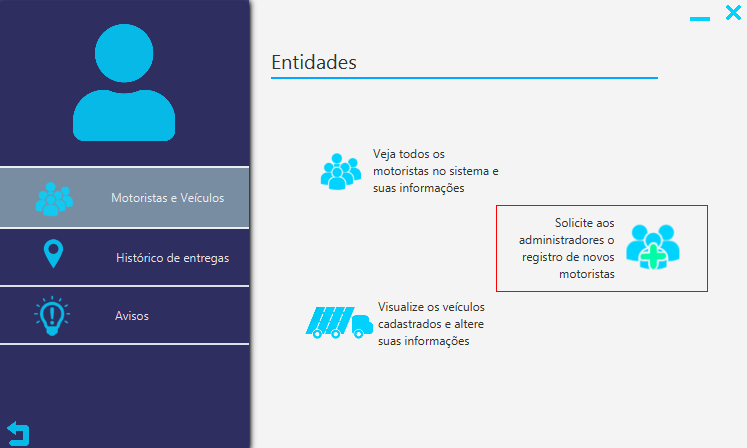 Entidades
Motoristas e Veículos
Histórico de entregas
Avisos
Veja todos os
motoristas no sistema e
suas informações
Solicite aos
administradores o
registro de novos
motoristas
Visualize os veículos
cadastrados e altere
suas informações